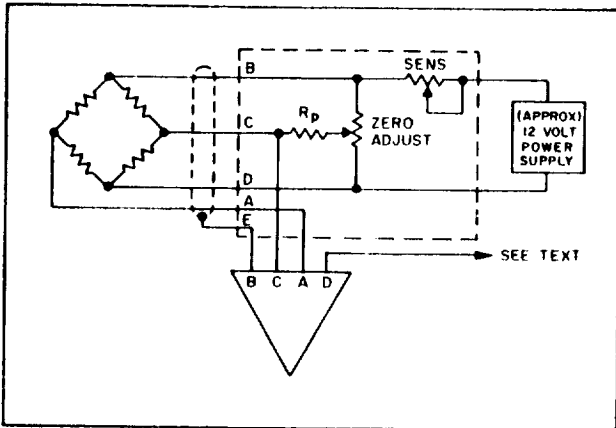 B
SENS
C
Rp
ZERO
ADJUST
(APPROX)
12 VOLT
POWER
SUPPLY
D
A
E
SEE TEXT
B C A D